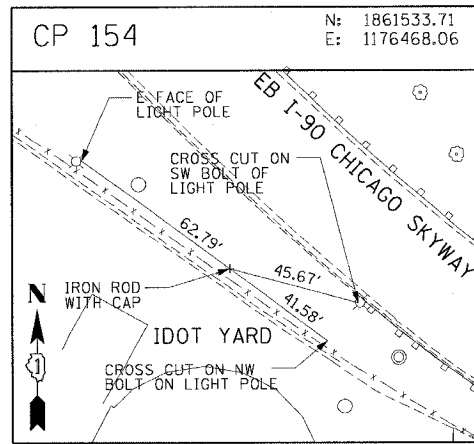 CP 154
N: 1861533.71
E: 1176468.06
E FACE OF
LIGHT POLE
EB I-90 CHICAGO SKYWAY
CROSS CUT ON
SW BOLT OF
LIGHT POLE
62.79'
45.67'
41.58'
IRON ROD
WITH CAP
N
1
IDOT YARD
CROSS CUT ON NW
BOLT ON LIGHT POLE